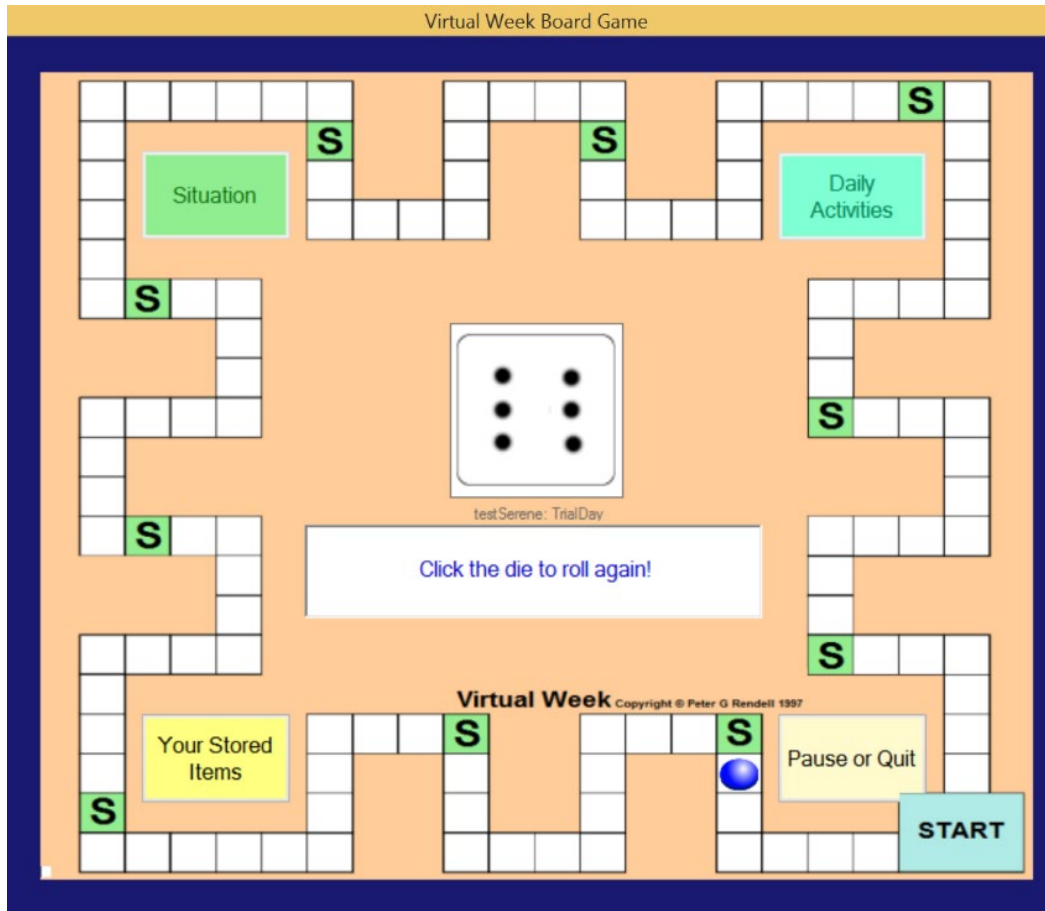 Virtual Week Board Game
S
S
S
Situation
Daily
Activities
S
S
testSerene: TrialDay
S
Click the die to roll again!
S
Virtual Week Copyright © Peter G Rendell 1997
Your Stored
Items
S
S
Pause or Quit
S
START